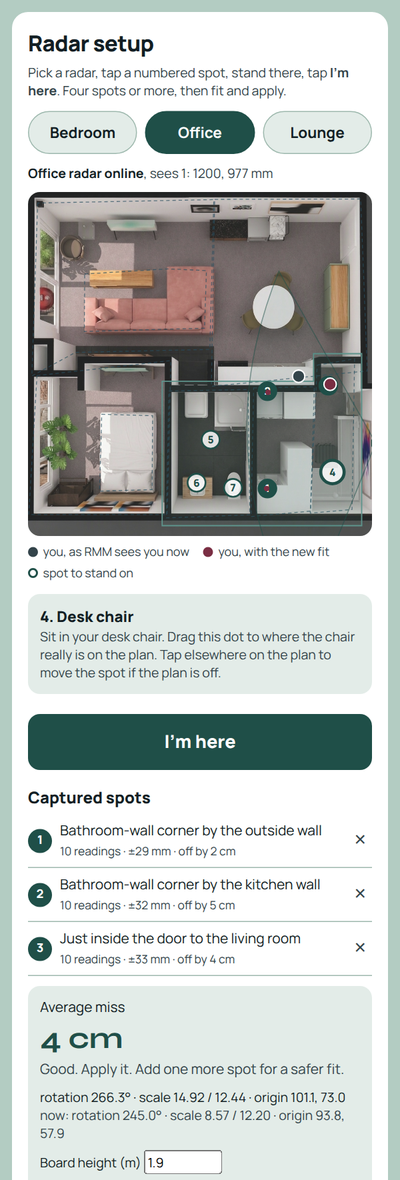 Radar setup
Pick a radar, tap a numbered spot, stand there, tap I'm
here. Four spots or more, then fit and apply.
Bedroom
Office
Lounge
Office radar online, sees 1: 1200, 977 mm
5
4
6
7
you, as RMM sees you now
you, with the new fit
spot to stand on
4. Desk chair
Sit in your desk chair. Drag this dot to where the chair
really is on the plan. Tap elsewhere on the plan to
move the spot if the plan is off.
I'm here
Captured spots
1
Bathroom-wall corner by the outside wall
10 readings · ±29 mm · off by 2 cm
×
2
Bathroom-wall corner by the kitchen wall
10 readings · ±32 mm · off by 5 cm
×
3
Just inside the door to the living room
10 readings · ±33 mm · off by 4 cm
×
Average miss
4 cm
Good. Apply it. Add one more spot for a safer fit.
rotation 266.3° · scale 14.92 / 12.44 · origin 101.1, 73.0
now: rotation 245.0° · scale 8.57 / 12.20 · origin 93.8,
57.9
Board height (m) 1.9